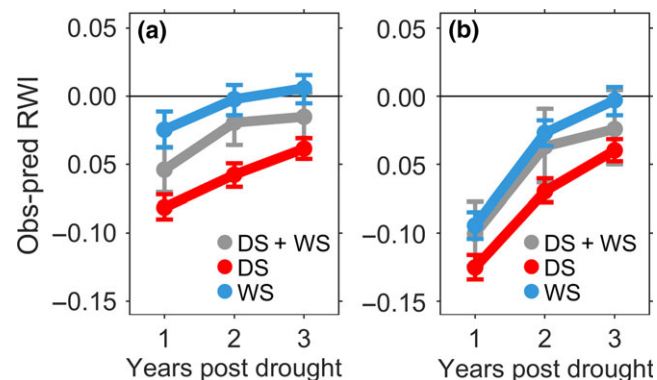 (a)
Obs-pred RWI
0.05
0.00
0.05
−0.10
−0.15
DS + WS
DS
WS
1 2 3
Years post drought
(b)
0.05
0.00
0.05
−0.10
−0.15
DS + WS
DS
WS
1 2 3
Years post drought